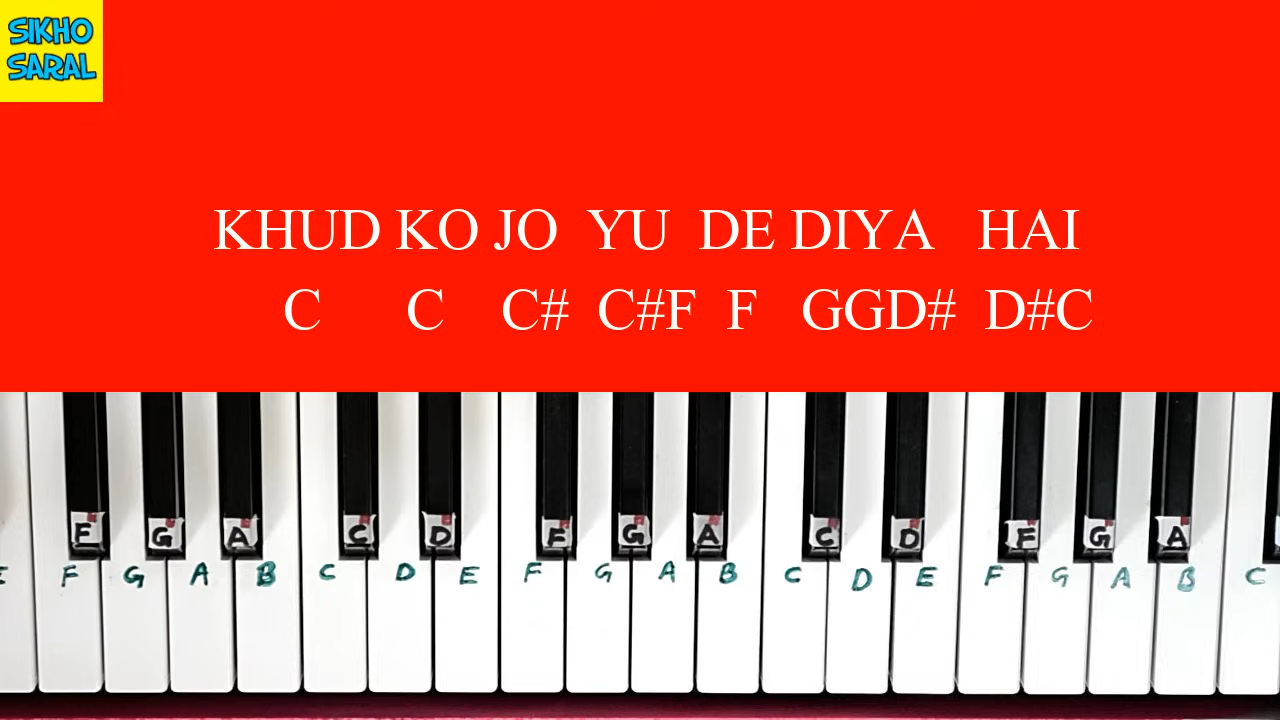 SIKHO
SARAL
KHUD KO JO YU DE DIYA HAI
C C C# C#F F GGD# D#C
F G A C D F G A C D F G A
E F G A B C D E F G A B C D E F G A B C